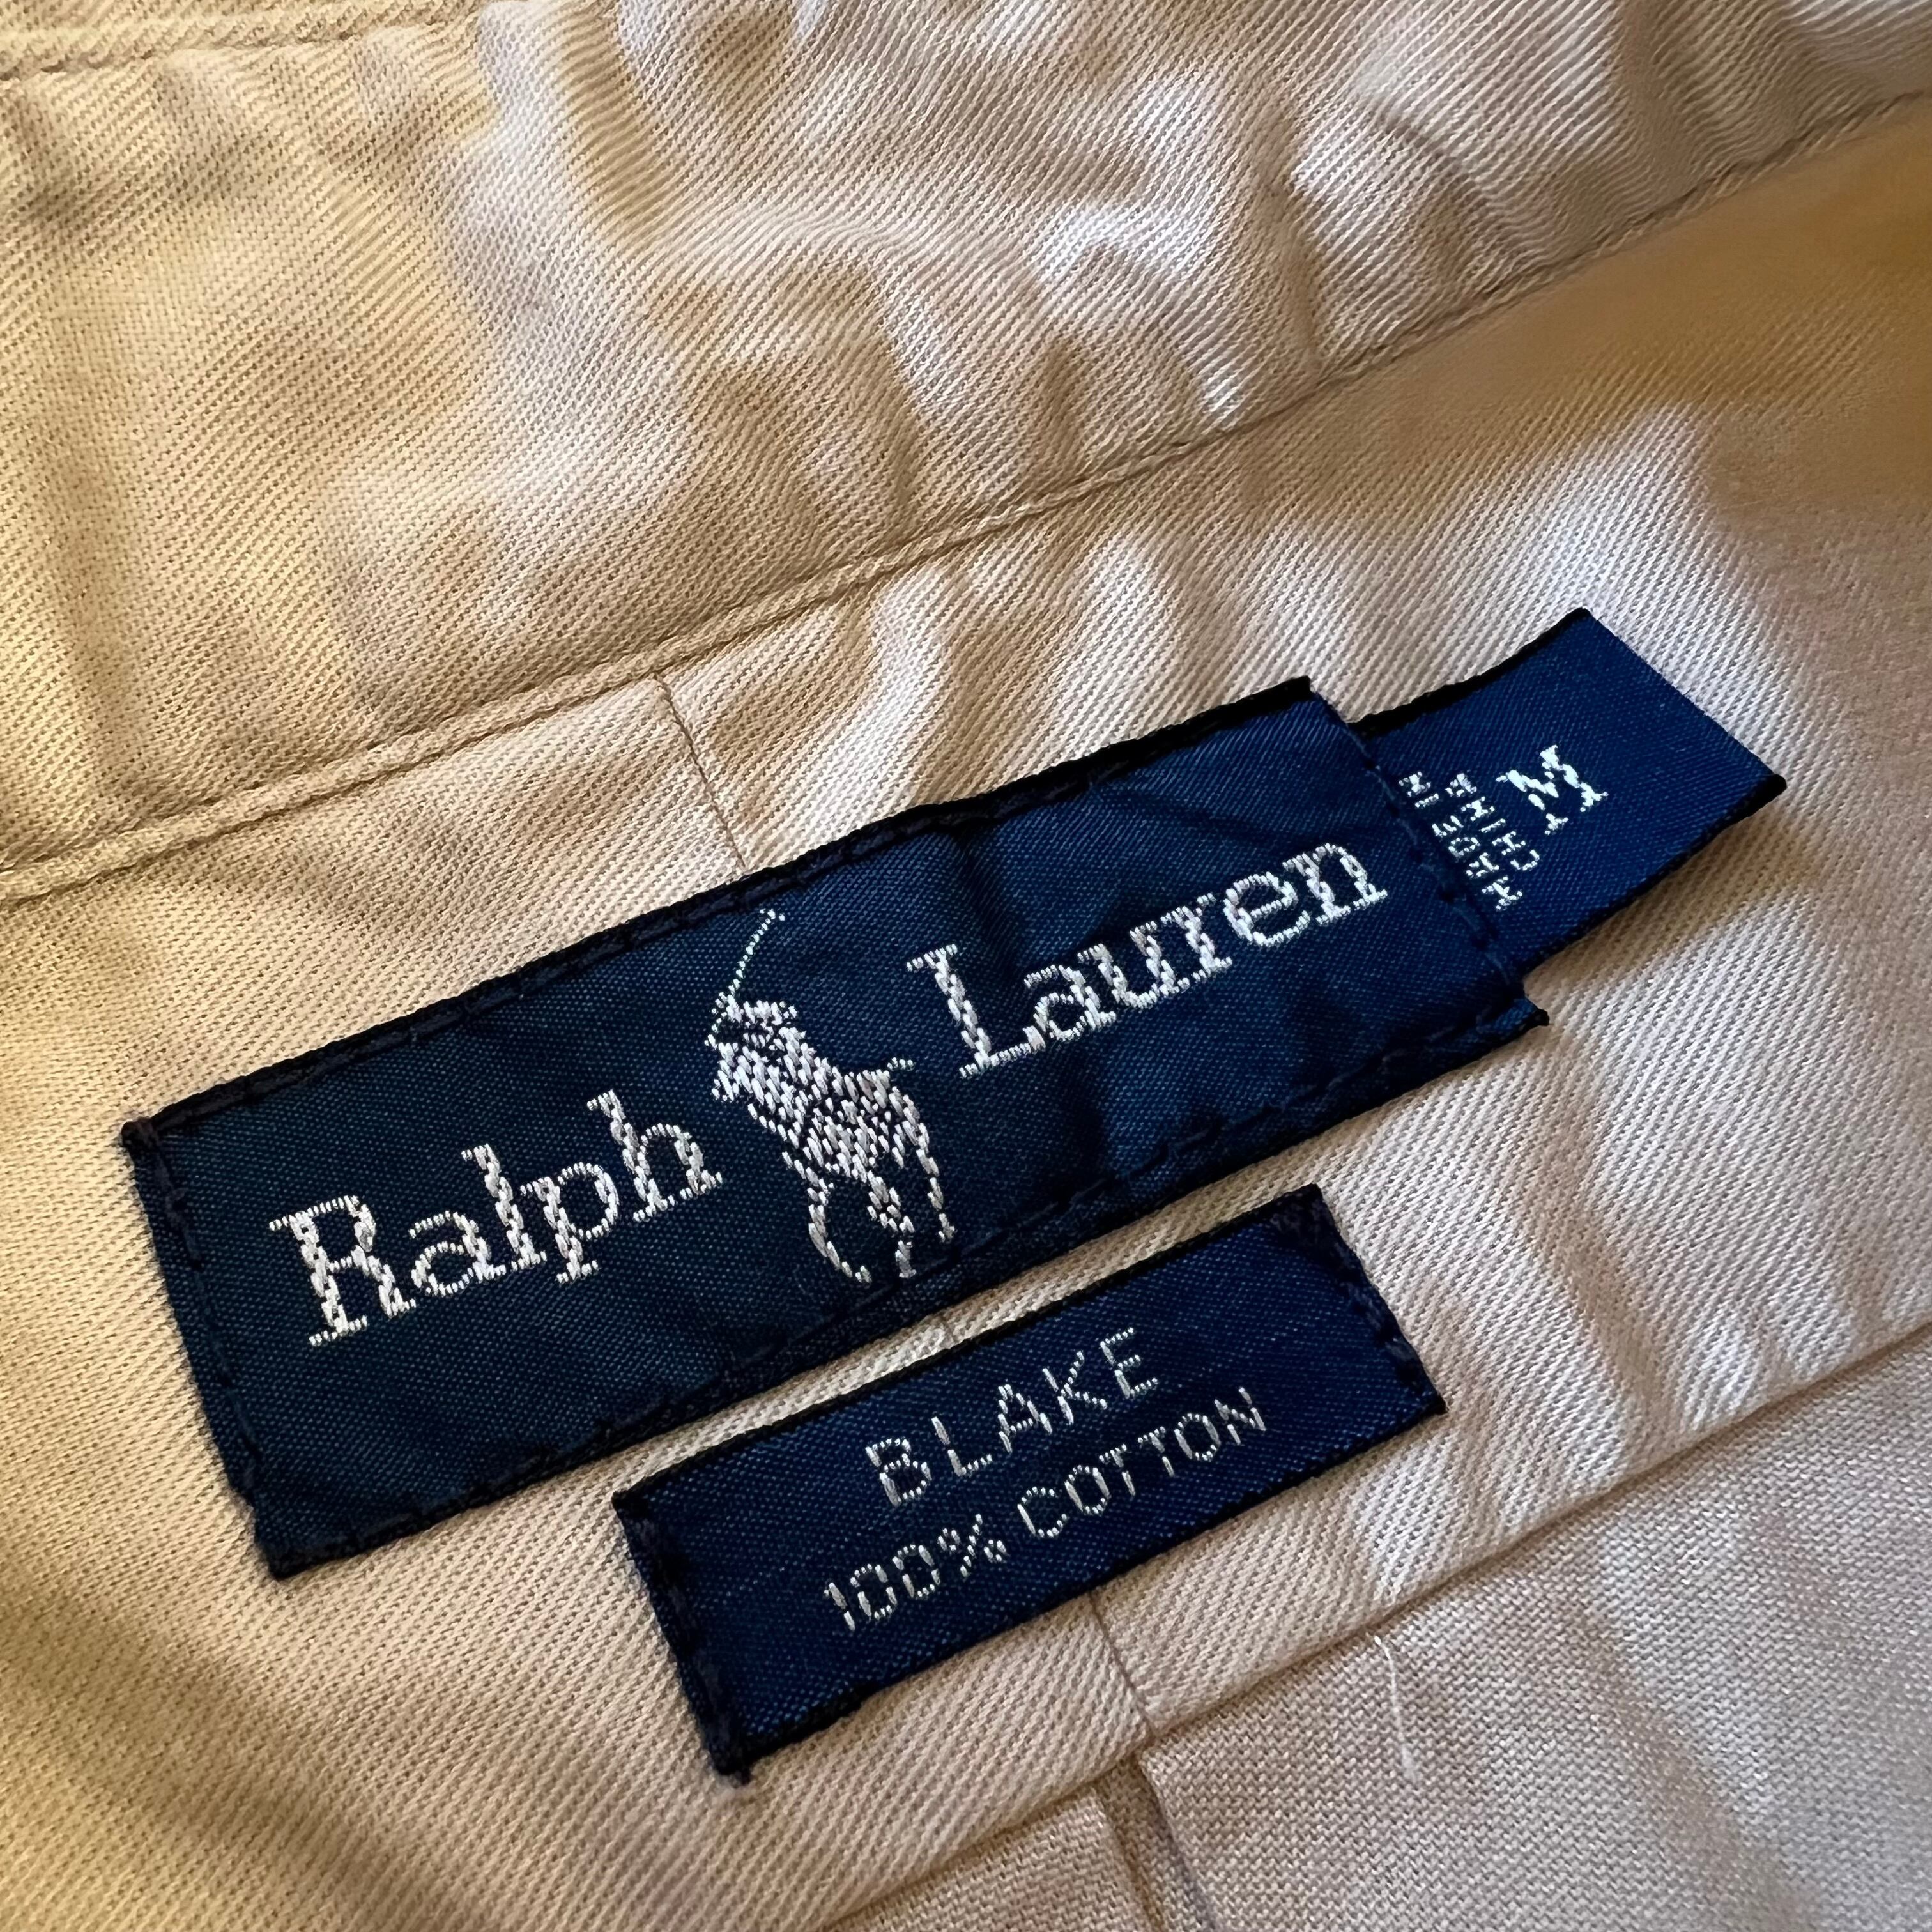 Ralph Lauren
M
MADE IN
CHINA
BLAKE
100% COTTON